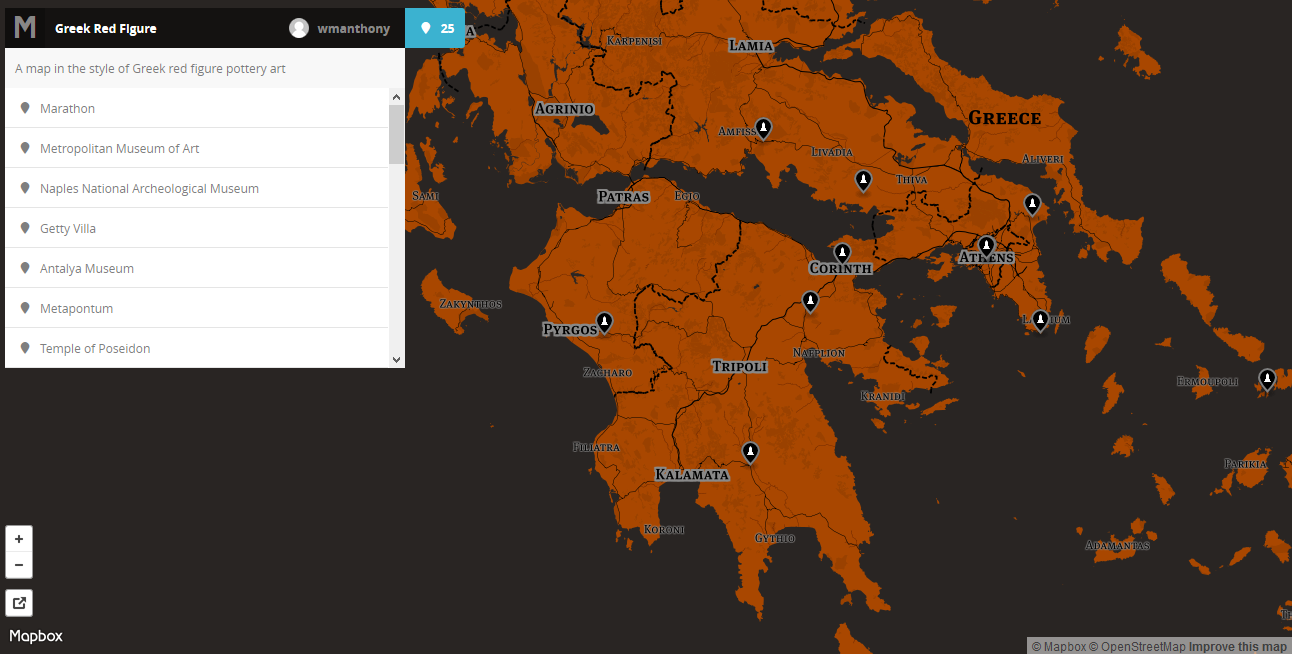 M Greek Red Figure wmanthony 25
A map in the style of Greek red figure pottery art
Marathon
Metropolitan Museum of Art
Naples National Archeological Museum
Getty Villa
Antalya Museum
Metapontum
Temple of Poseidon
+
−
Mapbox
Karpenisi
Lamia
Agrinio
Greece
Livadia
Aliveri
Thiva
Sami
Patras
Egio
Athens
Corinth
Zakynthos
Pyrgos
Nafplion
Tripoli
Zacharo
Ermoupoli
Kranidi
Filiatra
Parikia
Kalamata
Koroni
Gythio
Adamantas
© Mapbox © OpenStreetMap Improve this map